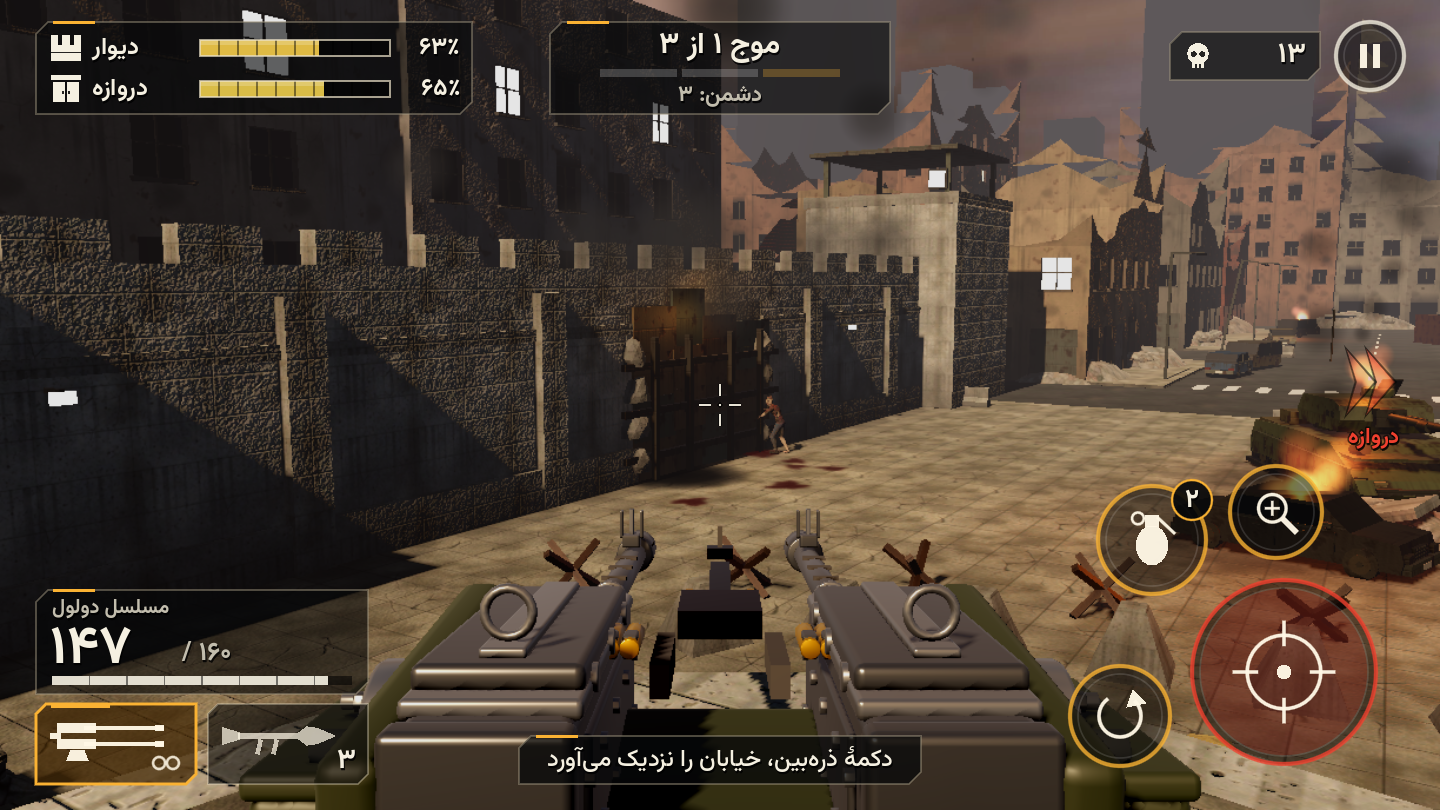 دیوار ۶۳٪
دروازه ۶۵٪
موج ۱ از ۳
دشمن: ۳
۱۳
دروازه
۲
مسلسل دولول
۱۴۷ / ۱۶۰
∞
۳
دکمهٔ ذره‌بین، خیابان را نزدیک می‌آورد